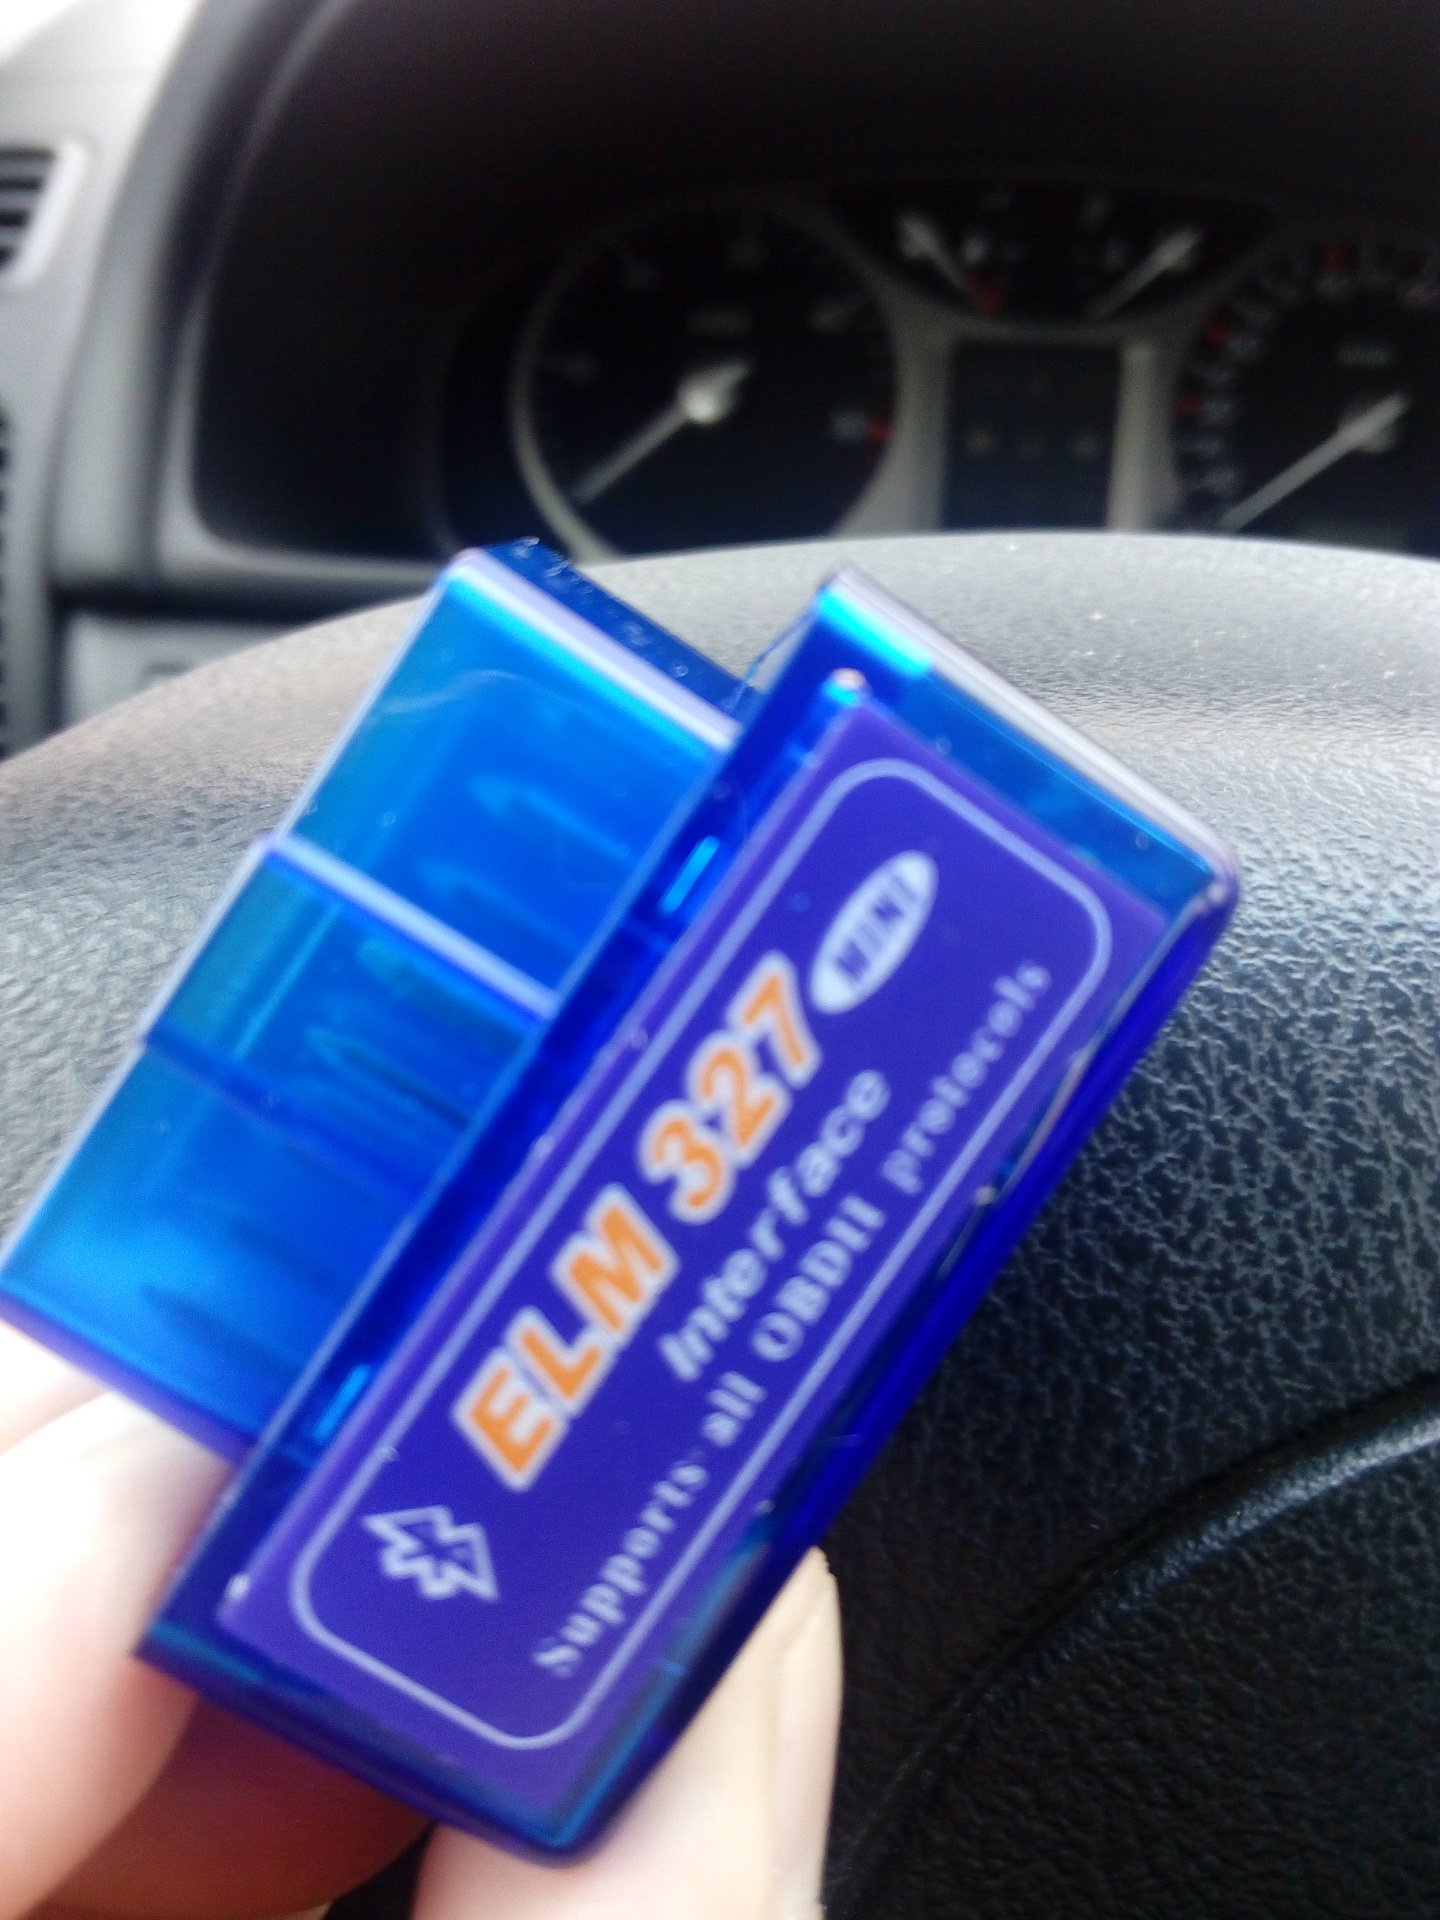 ELM 327
MINI
Interface
Supports all OBDII protocols